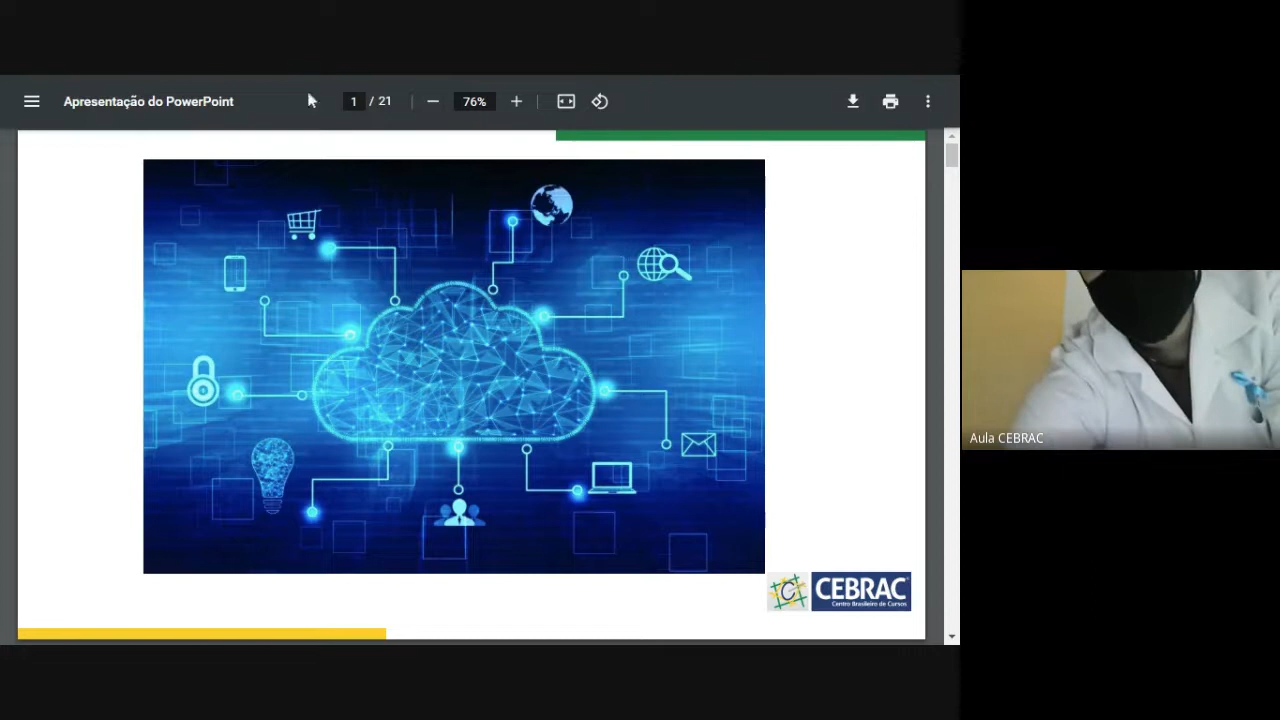 Apresentação do PowerPoint
1 / 21
76%
CEBRAC
Centro Brasileiro de Cursos
Aula CEBRAC